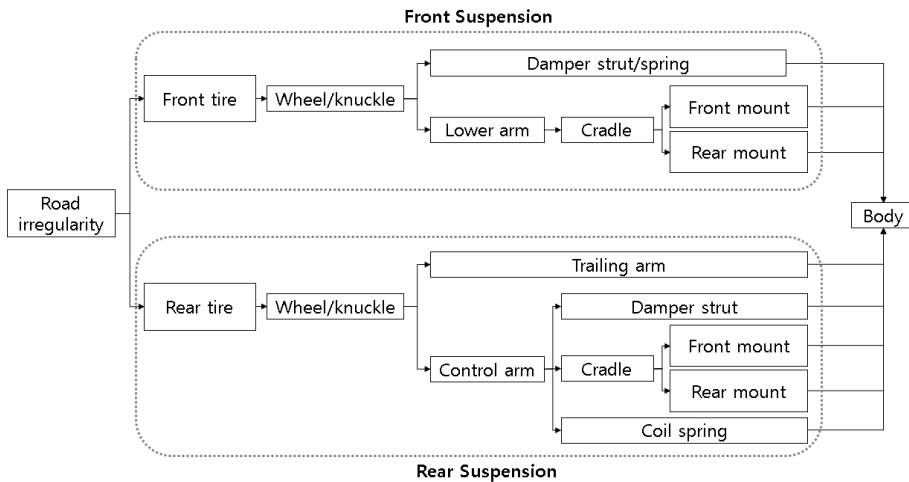 Front Suspension
Damper strut/spring
Front tire
Wheel/knuckle
Lower arm
Cradle
Front mount
Rear mount
Road
irregularity
Body
Trailing arm
Rear tire
Wheel/knuckle
Damper strut
Control arm
Cradle
Front mount
Rear mount
Coil spring
Rear Suspension